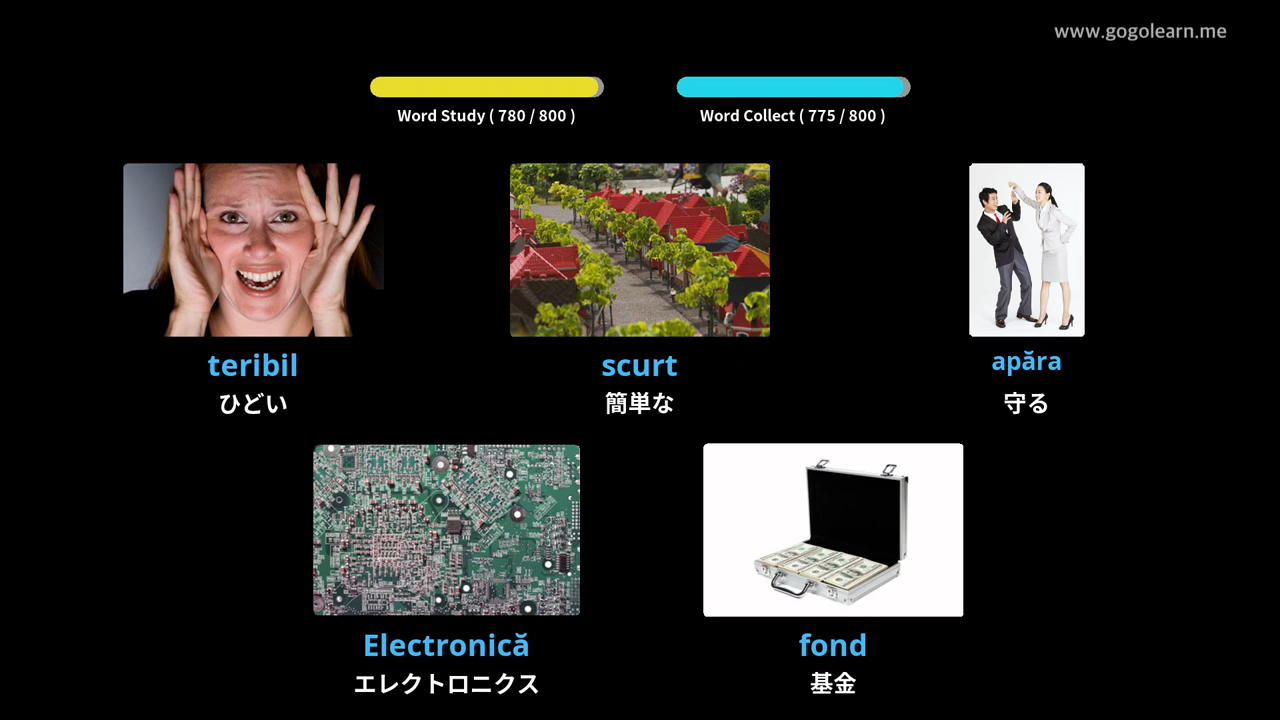 www.gogolearn.me
Word Study ( 780 / 800 )
Word Collect ( 775 / 800 )
teribil
ひどい
scurt
簡単な
apăra
守る
Electronică
エレクトロニクス
fond
基金